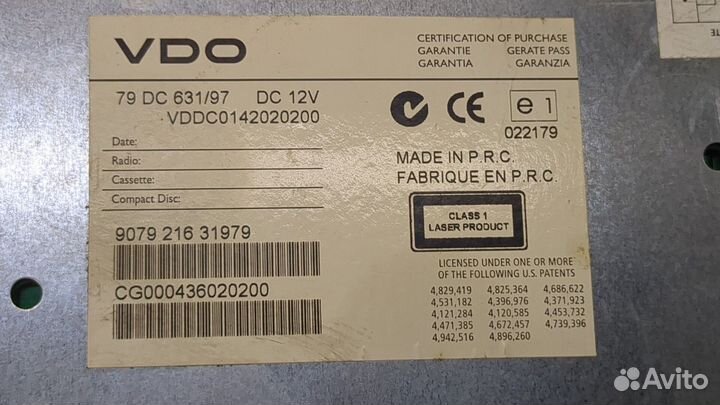 VDO
CERTIFICATION OF PURCHASE
GARANTIE GERATE PASS
GARANTIA GARANZIA
79 DC 631/97 DC 12V
VDDC0142020200
CE
e1
022179
Date:
Radio:
Cassette:
Compact Disc:
MADE IN P.R.C.
FABRIQUE EN P.R.C.
CLASS 1
LASER PRODUCT
9079 216 31979
CG000436020200
LICENSED UNDER ONE OR MORE
OF THE FOLLOWING U.S. PATENTS
4,829,419 4,825,364 4,686,622
4,531,182 4,396,976 4,371,923
4,121,284 4,120,585 4,453,732
4,471,385 4,672,457 4,739,396
4,942,516 4,896,260
Avito